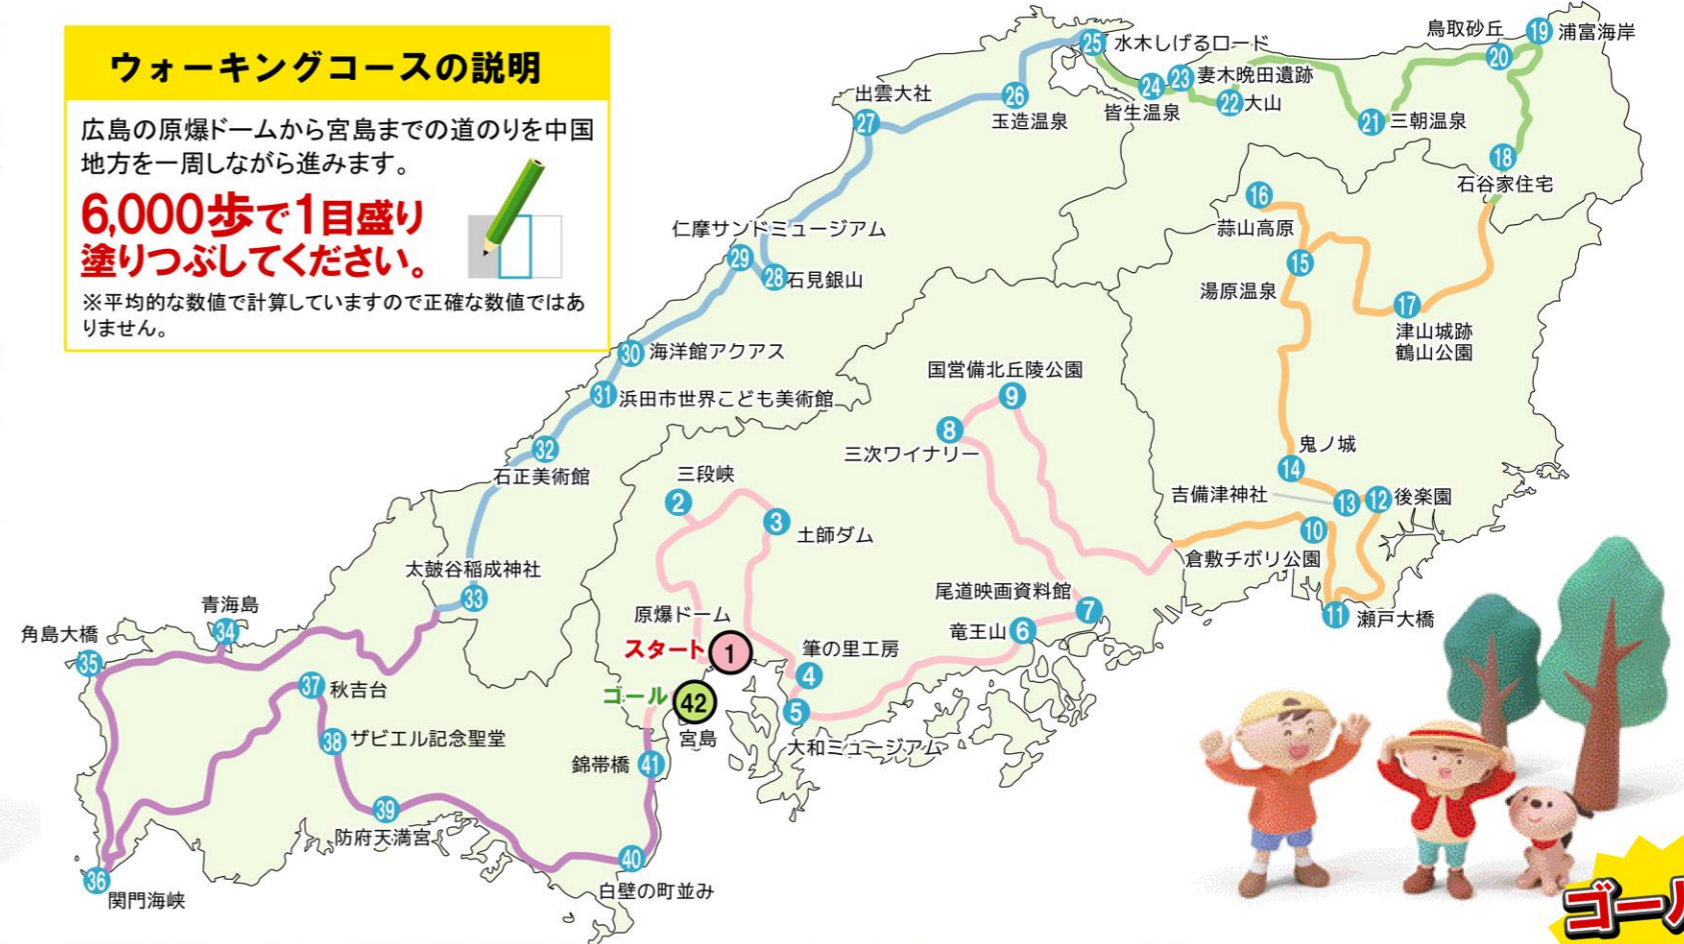 ウォーキングコースの説明
広島の原爆ドームから宮島までの道のりを中国
地方を一周しながら進みます。
6,000歩で1目盛り
塗りつぶしてください。
※平均的な数値で計算していますので正確な数値ではあ
りません。
原爆ドーム
スタート 1
2 三段峡
3 土師ダム
4 筆の里工房
5 大和ミュージアム
6 竜王山
7 尾道映画資料館
8 三次ワイナリー
9 国営備北丘陵公園
10 倉敷チボリ公園
11 瀬戸大橋
12 後楽園
13 吉備津神社
14 鬼ノ城
15 湯原温泉
16 蒜山高原
17 津山城跡
鶴山公園
18 石谷家住宅
19 浦富海岸
20 鳥取砂丘
21 三朝温泉
22 大山
23 妻木晩田遺跡
24 皆生温泉
25 水木しげるロード
26 玉造温泉
27 出雲大社
28 石見銀山
29 仁摩サンドミュージアム
30 海洋館アクアス
31 浜田市世界こども美術館
32 石正美術館
33 太皷谷稲成神社
34 青海島
35 角島大橋
36 関門海峡
37 秋吉台
38 ザビエル記念聖堂
39 防府天満宮
40 白壁の町並み
41 錦帯橋
ゴール 42
宮島